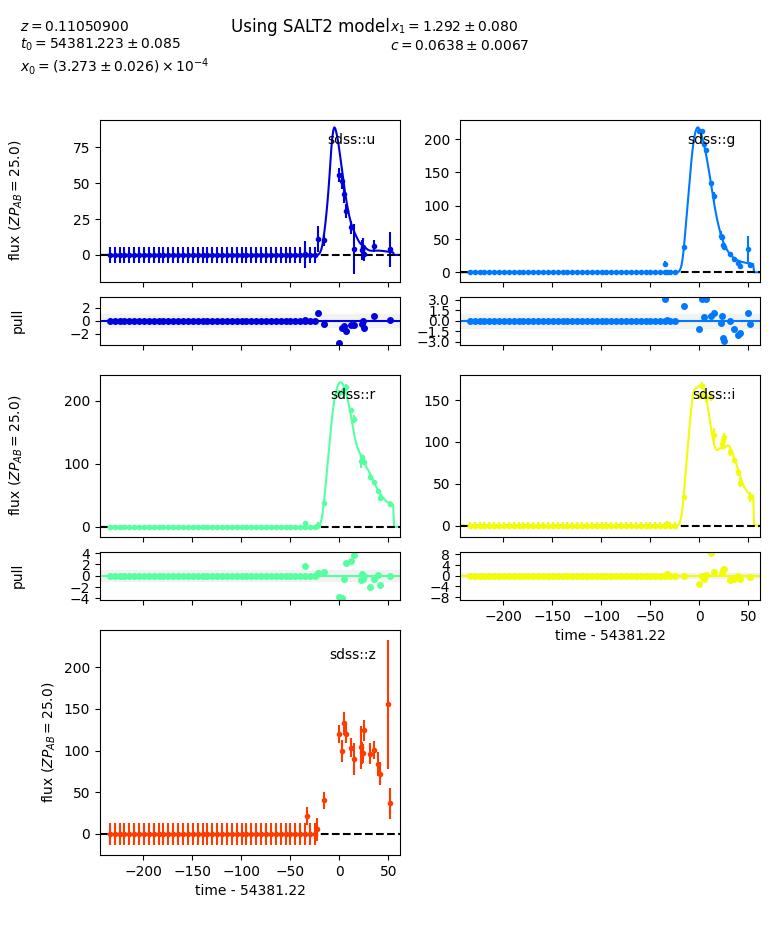 z = 0.11050900
t₀ = 54381.223 ± 0.085
x₀ = (3.273 ± 0.026) × 10⁻⁴
Using SALT2 model
x₁ = 1.292 ± 0.080
c = 0.0638 ± 0.0067
flux (ZP_AB = 25.0)
75
50
25
0
sdss::u
200
150
100
50
0
sdss::g
pull
2
0
−2
3.0
1.5
0.0
−1.5
−3.0
flux (ZP_AB = 25.0)
200
100
0
sdss::r
150
100
50
0
sdss::i
pull
4
2
0
−2
−4
8
4
0
−4
−8
−200 −150 −100 −50 0 50
time - 54381.22
flux (ZP_AB = 25.0)
200
150
100
50
0
sdss::z
−200 −150 −100 −50 0 50
time - 54381.22